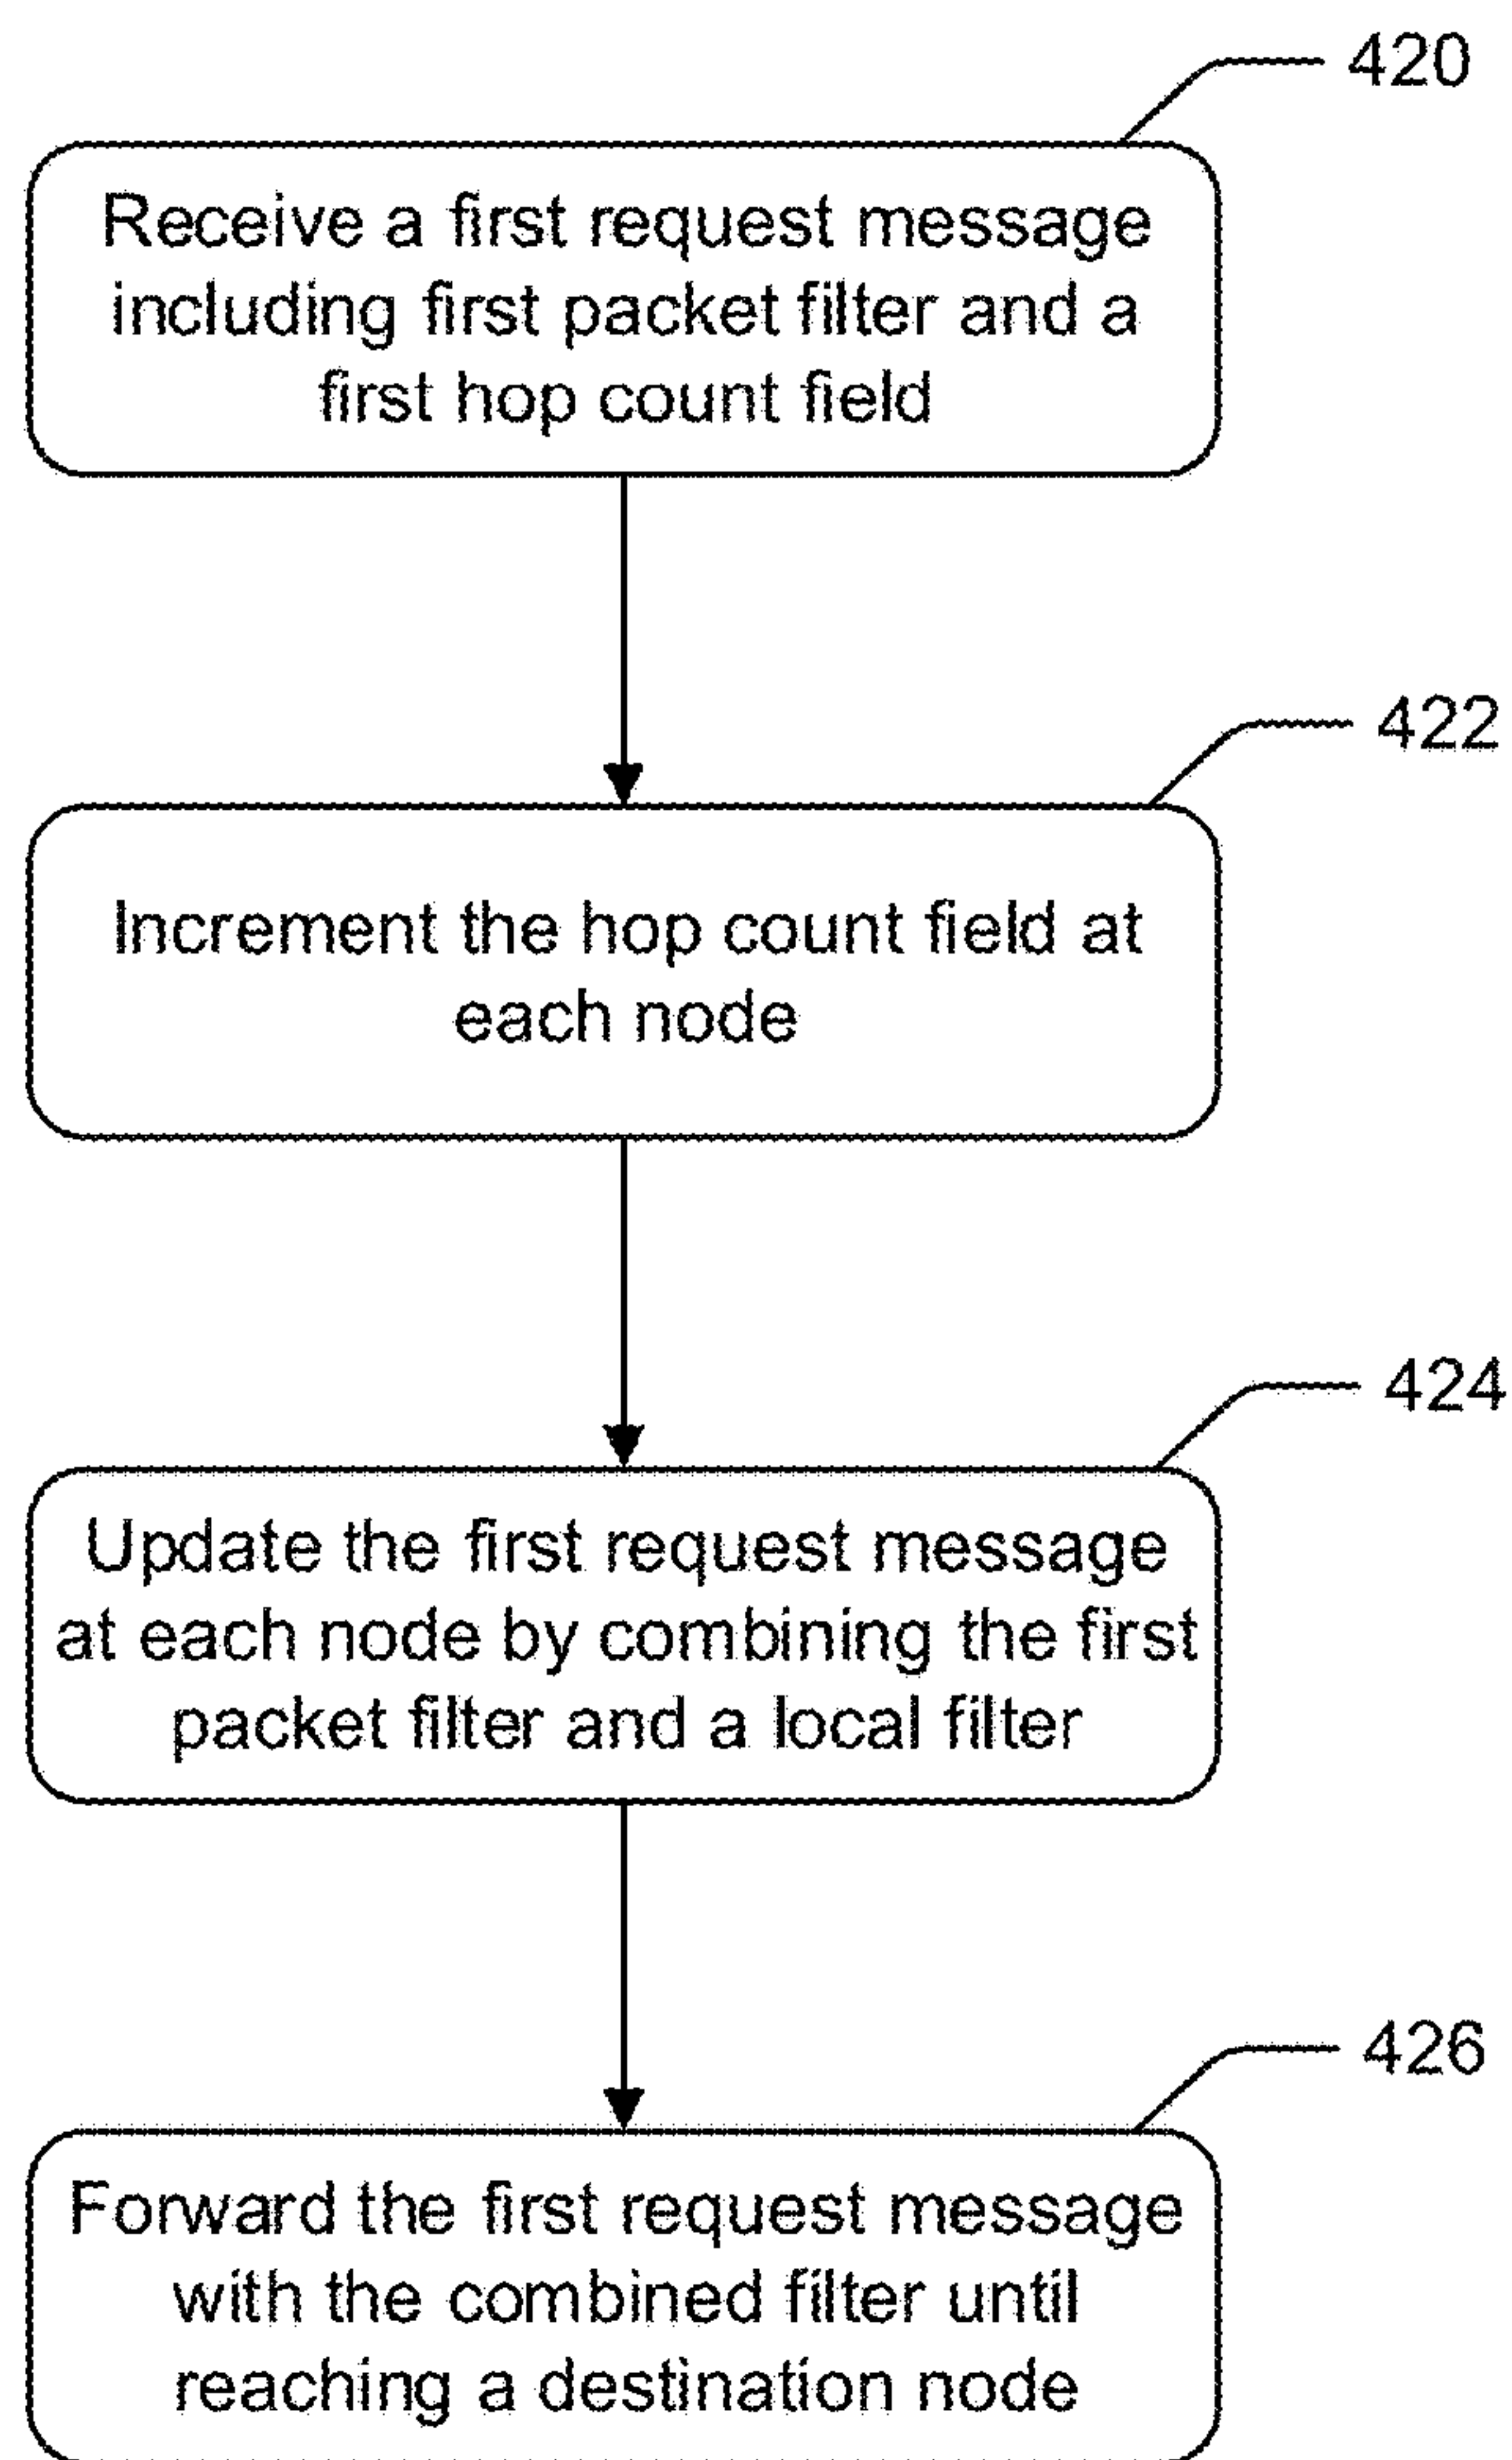 420
Receive a first request message
including first packet filter and a
first hop count field
422
Increment the hop count field at
each node
424
Update the first request message
at each node by combining the first
packet filter and a local filter
426
Forward the first request message
with the combined filter until
reaching a destination node